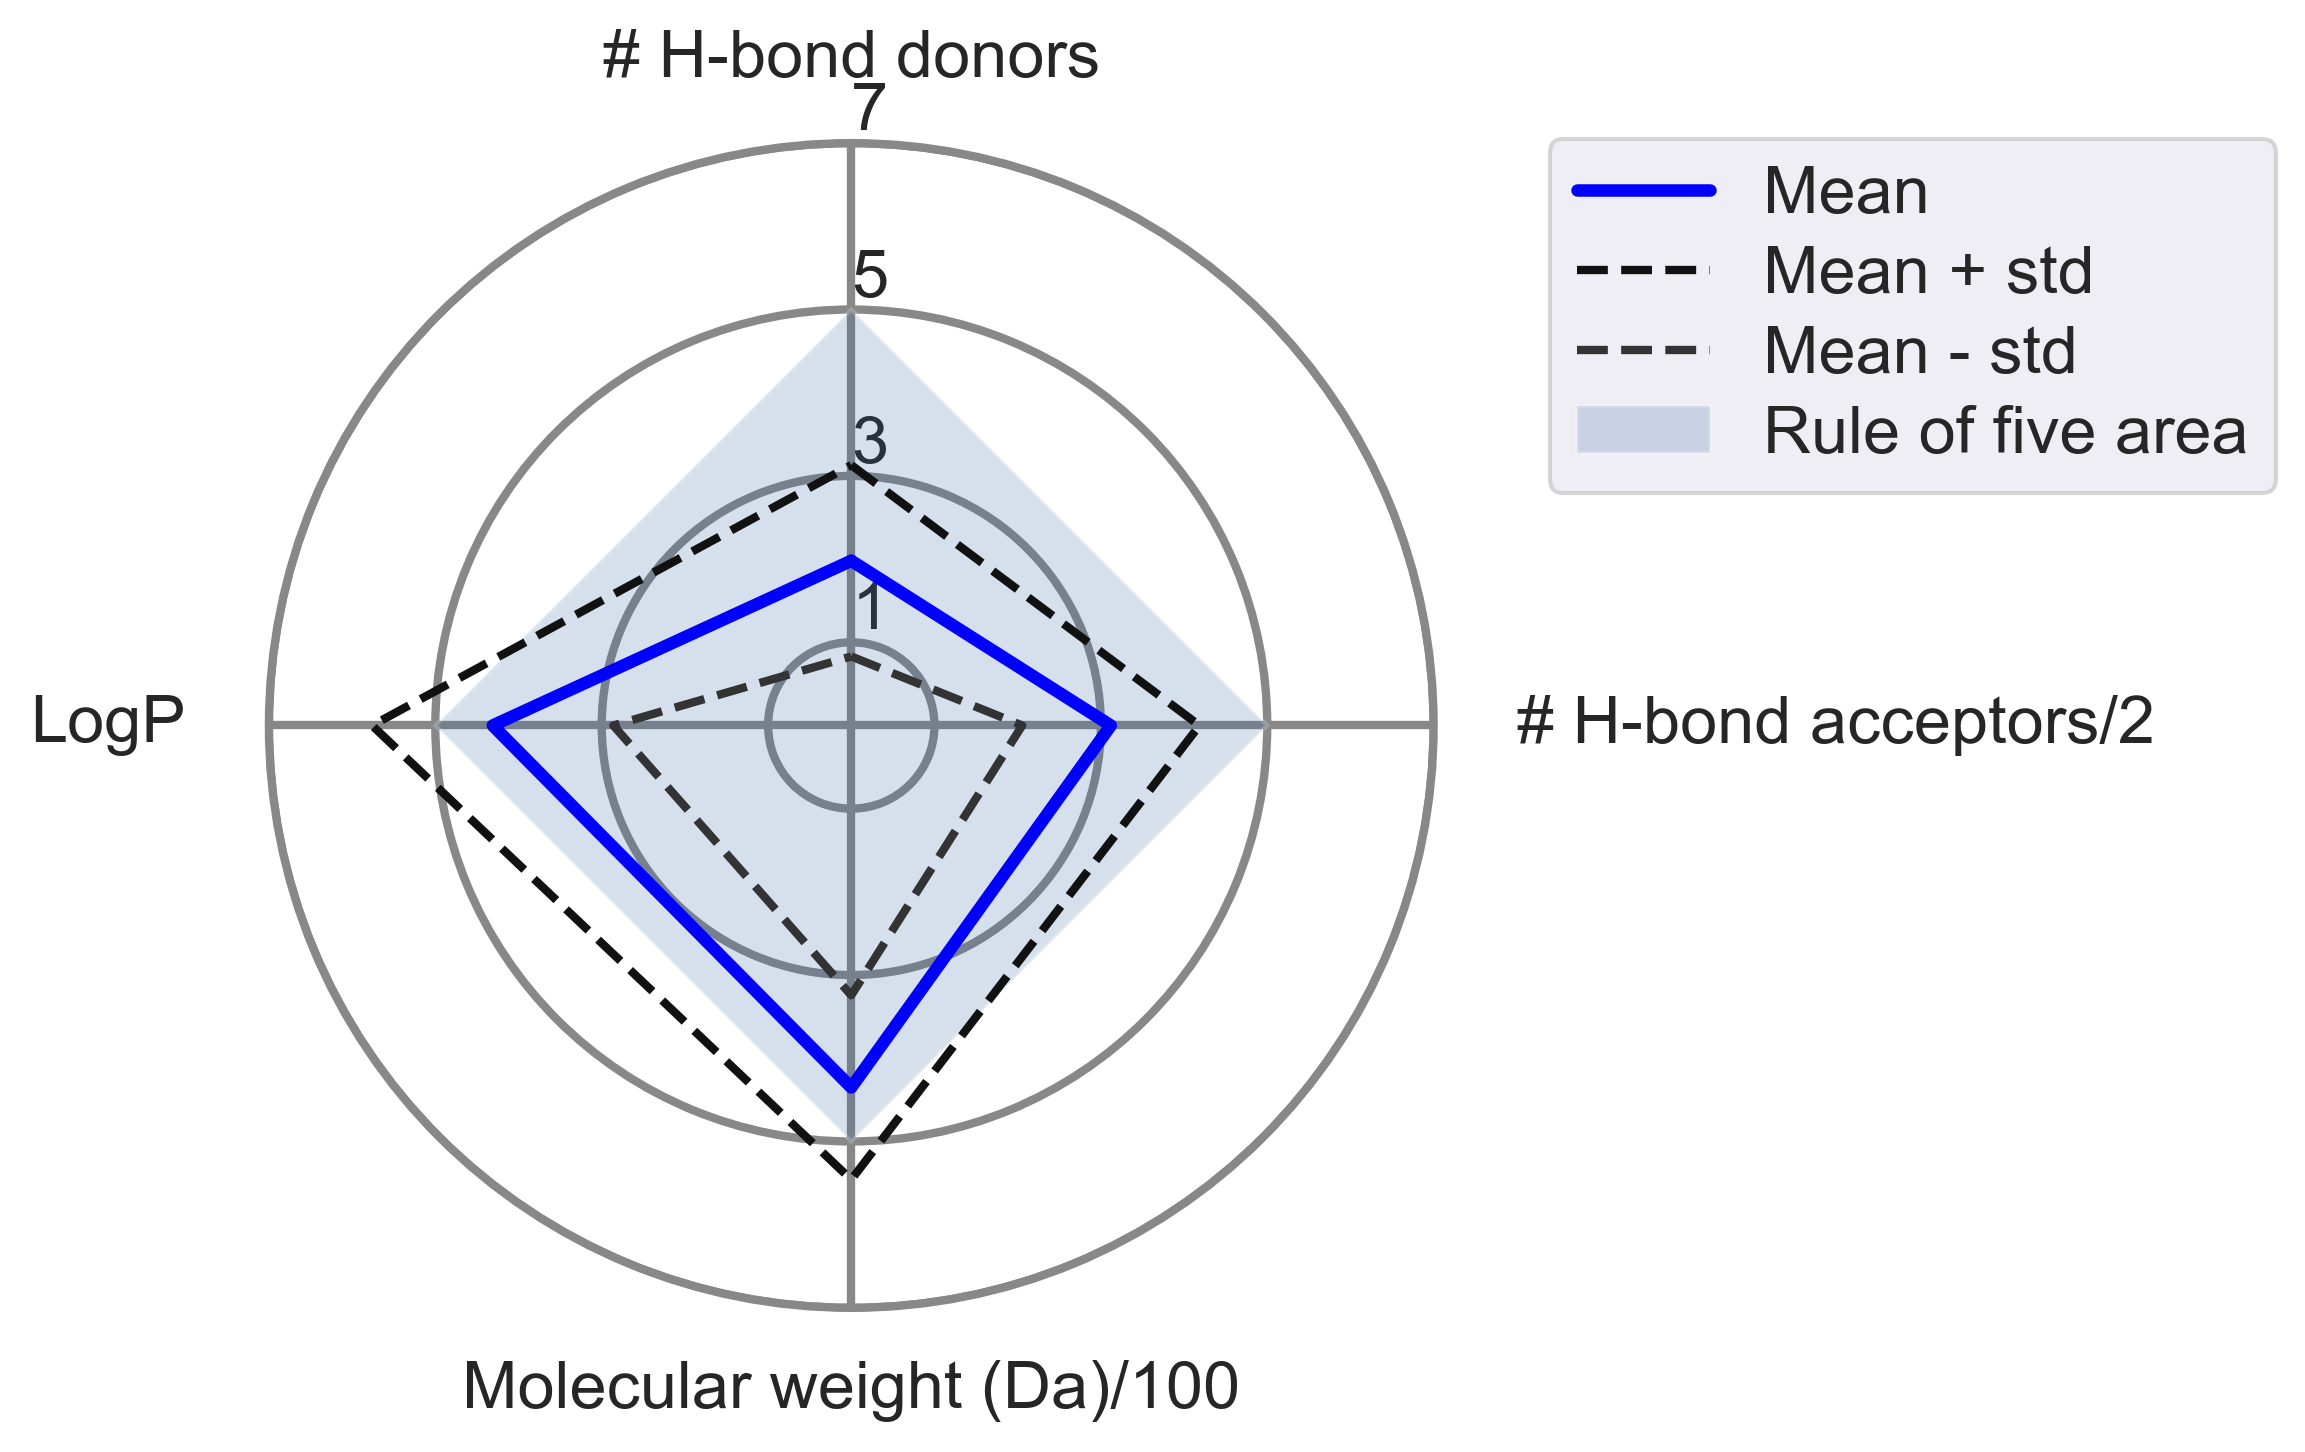 # H-bond donors
7
5
3
1
LogP
# H-bond acceptors/2
Molecular weight (Da)/100
Mean
Mean + std
Mean - std
Rule of five area